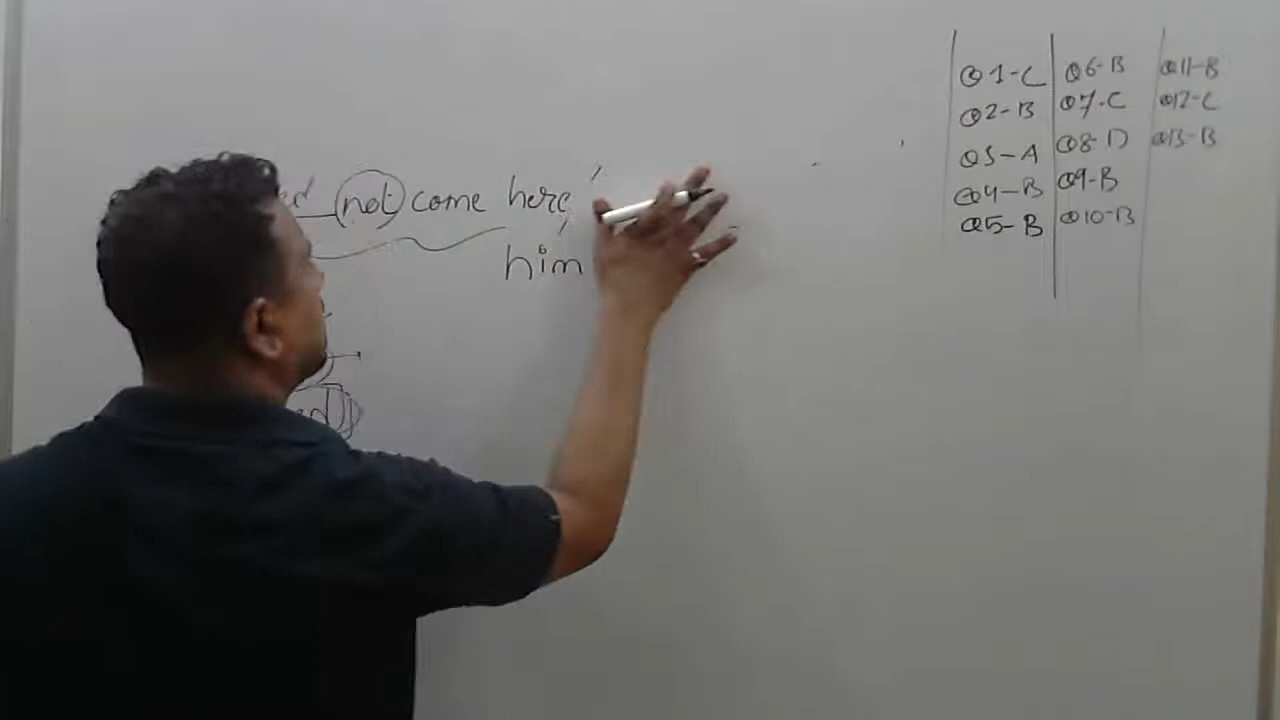 not come here
him
Q1-C
Q2-B
Q3-A
Q4-B
Q5-B
Q6-B
Q7-C
Q8-D
Q9-B
Q10-B
Q11-B
Q12-C
Q13-B